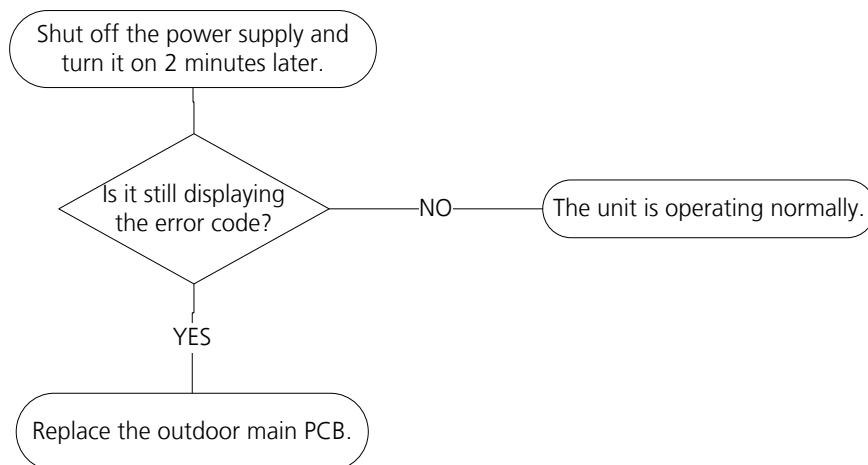 Shut off the power supply and
turn it on 2 minutes later.
Is it still displaying
the error code?
NO
The unit is operating normally.
YES
Replace the outdoor main PCB.